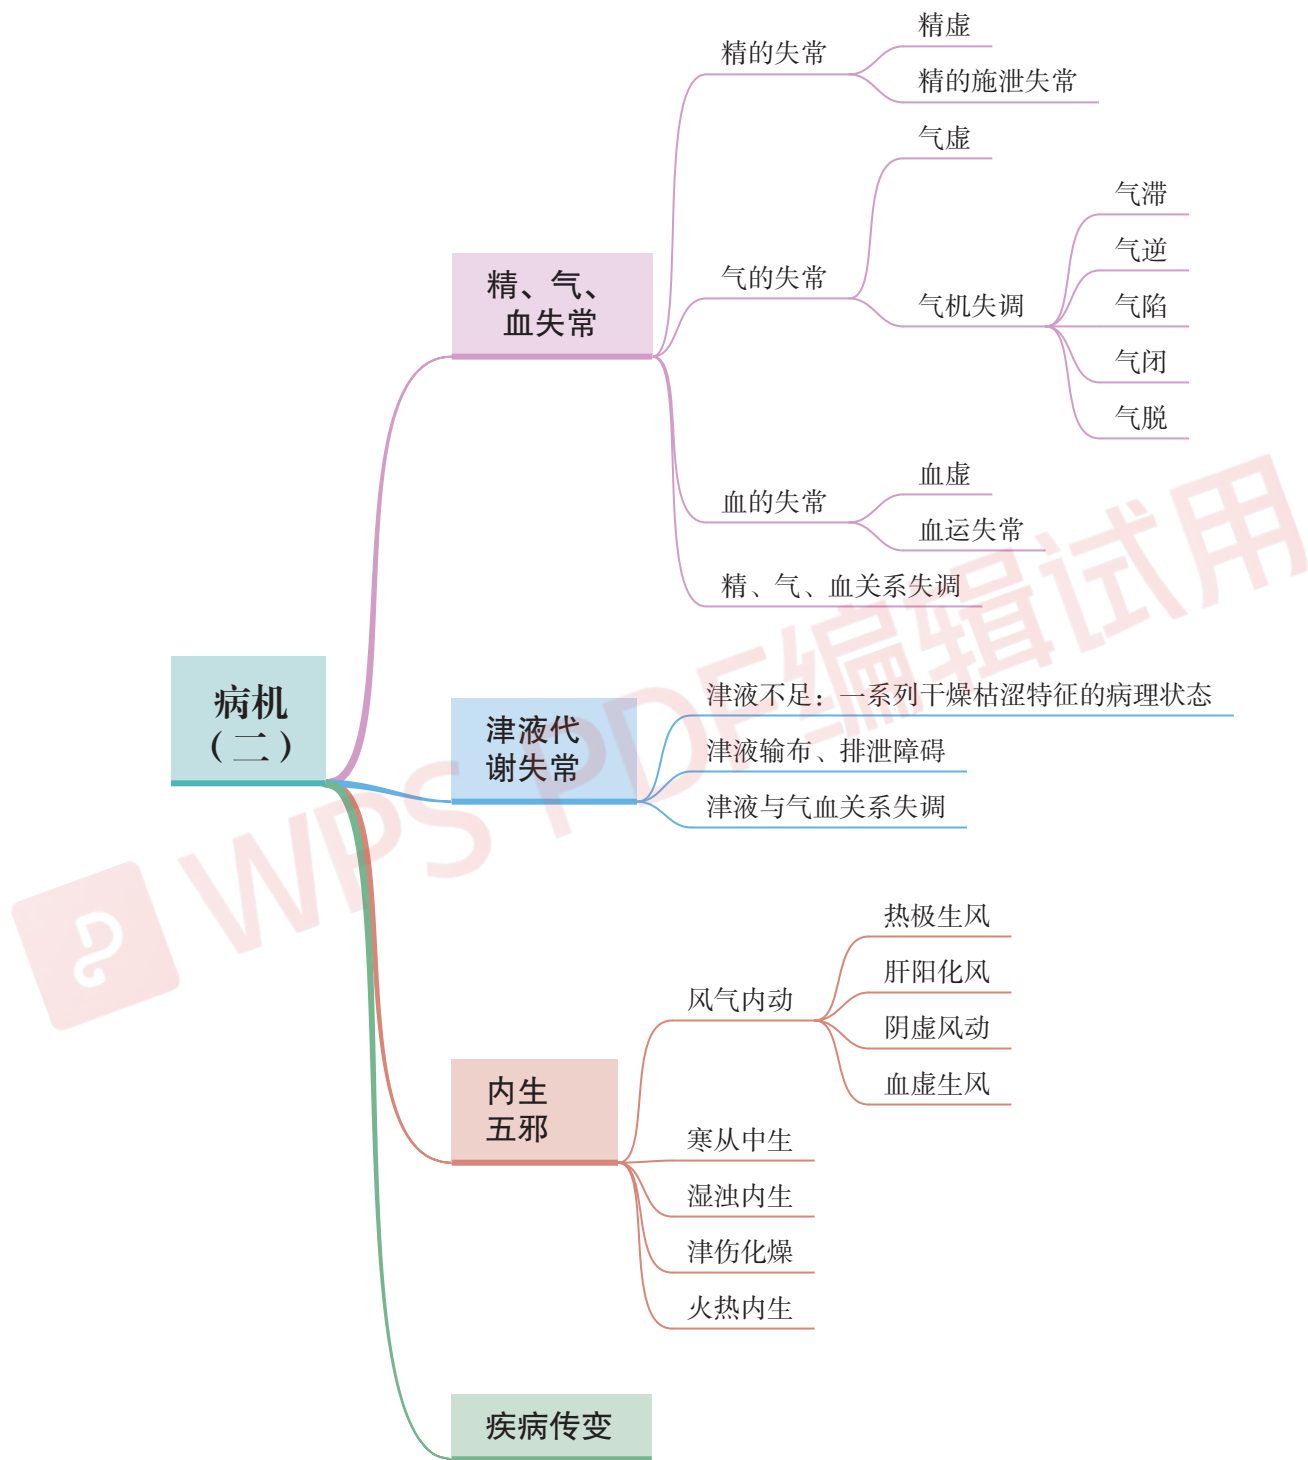 精虚
精的失常
精的施泄失常
气虚
气滞
气逆
精、气、
血失常
气的失常
气机失调
气陷
气闭
气脱
血虚
血的失常
血运失常
精、气、血关系失调
病机
（二）
津液代
谢失常
津液不足：一系列干燥枯涩特征的病理状态
津液输布、排泄障碍
津液与气血关系失调
热极生风
肝阳化风
风气内动
阴虚风动
血虚生风
内生
五邪
寒从中生
湿浊内生
津伤化燥
火热内生
疾病传变
WPS PDF编辑试用